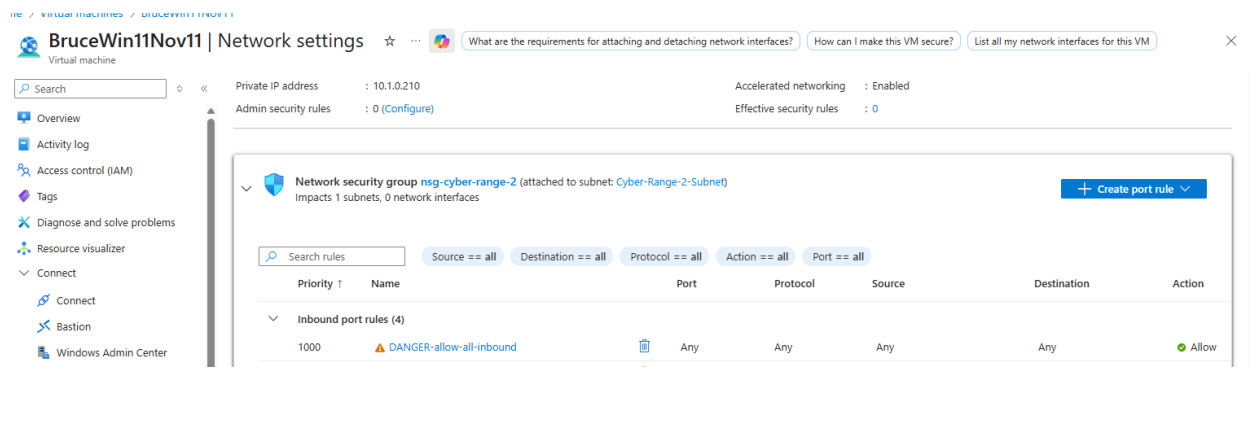 Virtual machines > BruceWin11Nov11
BruceWin11Nov11 | Network settings
What are the requirements for attaching and detaching network interfaces?
How can I make this VM secure?
List all my network interfaces for this VM
Virtual machine
Search
Private IP address : 10.1.0.210
Accelerated networking : Enabled
Admin security rules : 0 (Configure)
Effective security rules : 0
Overview
Activity log
Access control (IAM)
Tags
Diagnose and solve problems
Resource visualizer
Connect
Connect
Bastion
Windows Admin Center
Network security group nsg-cyber-range-2 (attached to subnet: Cyber-Range-2-Subnet)
Impacts 1 subnets, 0 network interfaces
Create port rule
Search rules
Source == all
Destination == all
Protocol == all
Action == all
Port == all
Priority ↑ Name Port Protocol Source Destination Action
Inbound port rules (4)
1000 DANGER-allow-all-inbound Any Any Any Any Allow